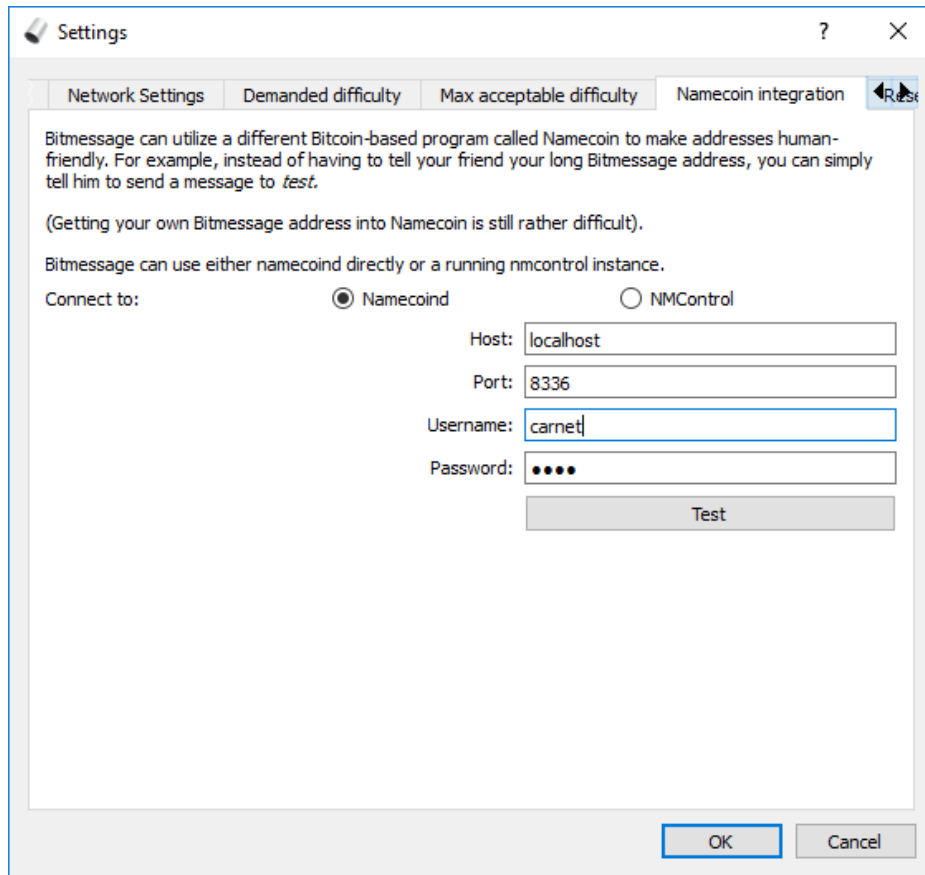 Settings
?
Network Settings Demanded difficulty Max acceptable difficulty Namecoin integration Rese
Bitmessage can utilize a different Bitcoin-based program called Namecoin to make addresses human-
friendly. For example, instead of having to tell your friend your long Bitmessage address, you can simply
tell him to send a message to test.
(Getting your own Bitmessage address into Namecoin is still rather difficult).
Bitmessage can use either namecoind directly or a running nmcontrol instance.
Connect to: Namecoind NMControl
Host: localhost
Port: 8336
Username: carnet
Password: ●●●●
Test
OK Cancel